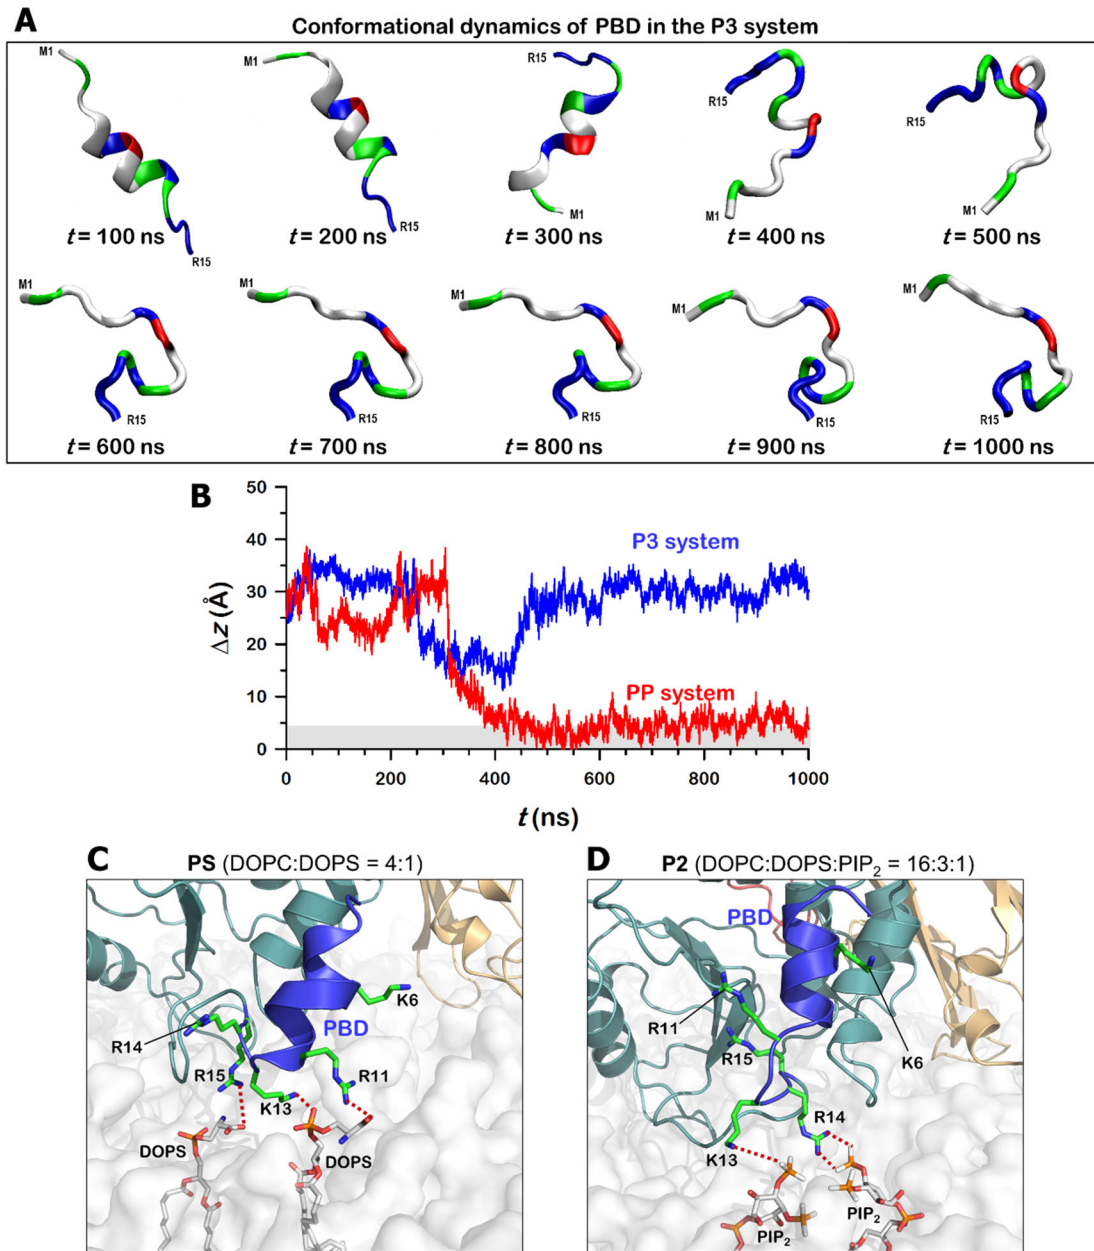 A
Conformational dynamics of PBD in the P3 system
M1
R15
t = 100 ns
M1
R15
t = 200 ns
R15
M1
t = 300 ns
R15
M1
t = 400 ns
R15
M1
t = 500 ns
M1
R15
t = 600 ns
M1
R15
t = 700 ns
M1
R15
t = 800 ns
M1
R15
t = 900 ns
M1
R15
t = 1000 ns
B
50
40
30
20
10
0
Δz (Å)
P3 system
PP system
0
200
400
600
800
1000
t (ns)
C
PS (DOPC:DOPS = 4:1)
K6
PBD
R14
R15
R11
K13
DOPS
DOPS
D
P2 (DOPC:DOPS:PIP₂ = 16:3:1)
PBD
R11
R15
K6
R14
K13
PIP₂
PIP₂